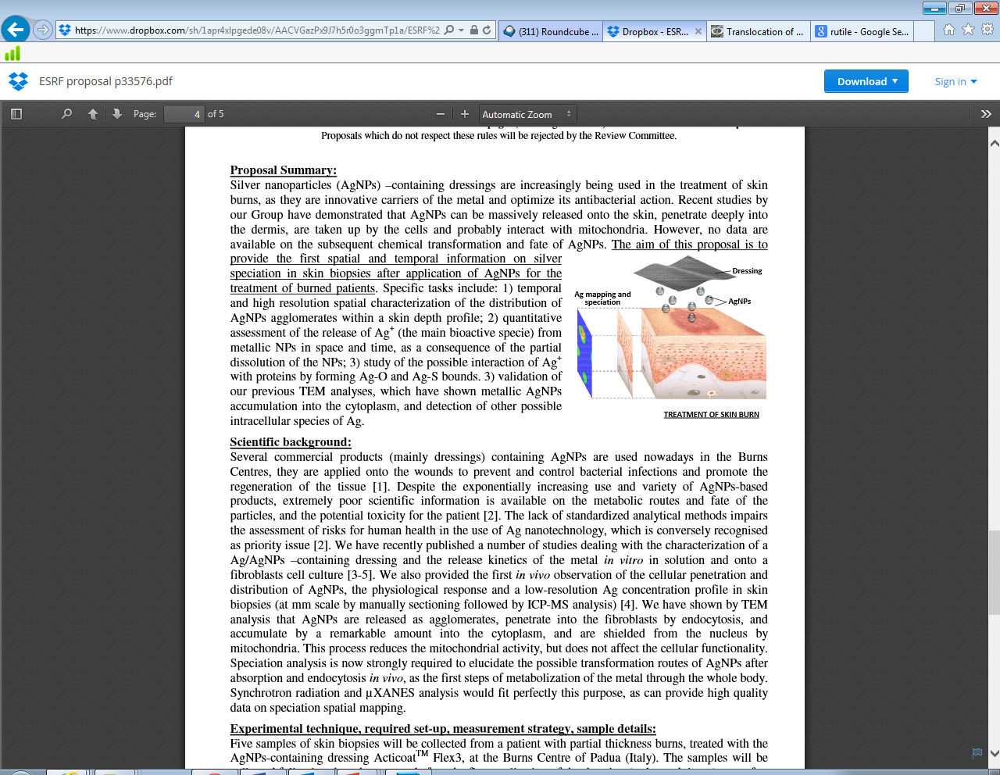 https://www.dropbox.com/sh/1apr4xlpgede08v/AACVGazPx9J7h5r0o3ggmTp1a/ESRF%2
(311) Roundcube ...
Dropbox - ESR...
Translocation of ...
rutile - Google Se...
ESRF proposal p33576.pdf
Download
Sign in
Page: 4 of 5
Automatic Zoom
Proposals which do not respect these rules will be rejected by the Review Committee.
Proposal Summary:
Silver nanoparticles (AgNPs) –containing dressings are increasingly being used in the treatment of skin
burns, as they are innovative carriers of the metal and optimize its antibacterial action. Recent studies by
our Group have demonstrated that AgNPs can be massively released onto the skin, penetrate deeply into
the dermis, are taken up by the cells and probably interact with mitochondria. However, no data are
available on the subsequent chemical transformation and fate of AgNPs. The aim of this proposal is to
provide the first spatial and temporal information on silver
speciation in skin biopsies after application of AgNPs for the
treatment of burned patients. Specific tasks include: 1) temporal
and high resolution spatial characterization of the distribution of
AgNPs agglomerates within a skin depth profile; 2) quantitative
assessment of the release of Ag⁺ (the main bioactive specie) from
metallic NPs in space and time, as a consequence of the partial
dissolution of the NPs; 3) study of the possible interaction of Ag⁺
with proteins by forming Ag-O and Ag-S bounds. 3) validation of
our previous TEM analyses, which have shown metallic AgNPs
accumulation into the cytoplasm, and detection of other possible
intracellular species of Ag.
Dressing
AgNPs
Ag mapping and
speciation
TREATMENT OF SKIN BURN
Scientific background:
Several commercial products (mainly dressings) containing AgNPs are used nowadays in the Burns
Centres, they are applied onto the wounds to prevent and control bacterial infections and promote the
regeneration of the tissue [1]. Despite the exponentially increasing use and variety of AgNPs-based
products, extremely poor scientific information is available on the metabolic routes and fate of the
particles, and the potential toxicity for the patient [2]. The lack of standardized analytical methods impairs
the assessment of risks for human health in the use of Ag nanotechnology, which is conversely recognised
as priority issue [2]. We have recently published a number of studies dealing with the characterization of a
Ag/AgNPs –containing dressing and the release kinetics of the metal in vitro in solution and onto a
fibroblasts cell culture [3-5]. We also provided the first in vivo observation of the cellular penetration and
distribution of AgNPs, the physiological response and a low-resolution Ag concentration profile in skin
biopsies (at mm scale by manually sectioning followed by ICP-MS analysis) [4]. We have shown by TEM
analysis that AgNPs are released as agglomerates, penetrate into the fibroblasts by endocytosis, and
accumulate by a remarkable amount into the cytoplasm, and are shielded from the nucleus by
mitochondria. This process reduces the mitochondrial activity, but does not affect the cellular functionality.
Speciation analysis is now strongly required to elucidate the possible transformation routes of AgNPs after
absorption and endocytosis in vivo, as the first steps of metabolization of the metal through the whole body.
Synchrotron radiation and µXANES analysis would fit perfectly this purpose, as can provide high quality
data on speciation spatial mapping.
Experimental technique, required set-up, measurement strategy, sample details:
Five samples of skin biopsies will be collected from a patient with partial thickness burns, treated with the
AgNPs-containing dressing Acticoat™ Flex3, at the Burns Centre of Padua (Italy). The samples will be